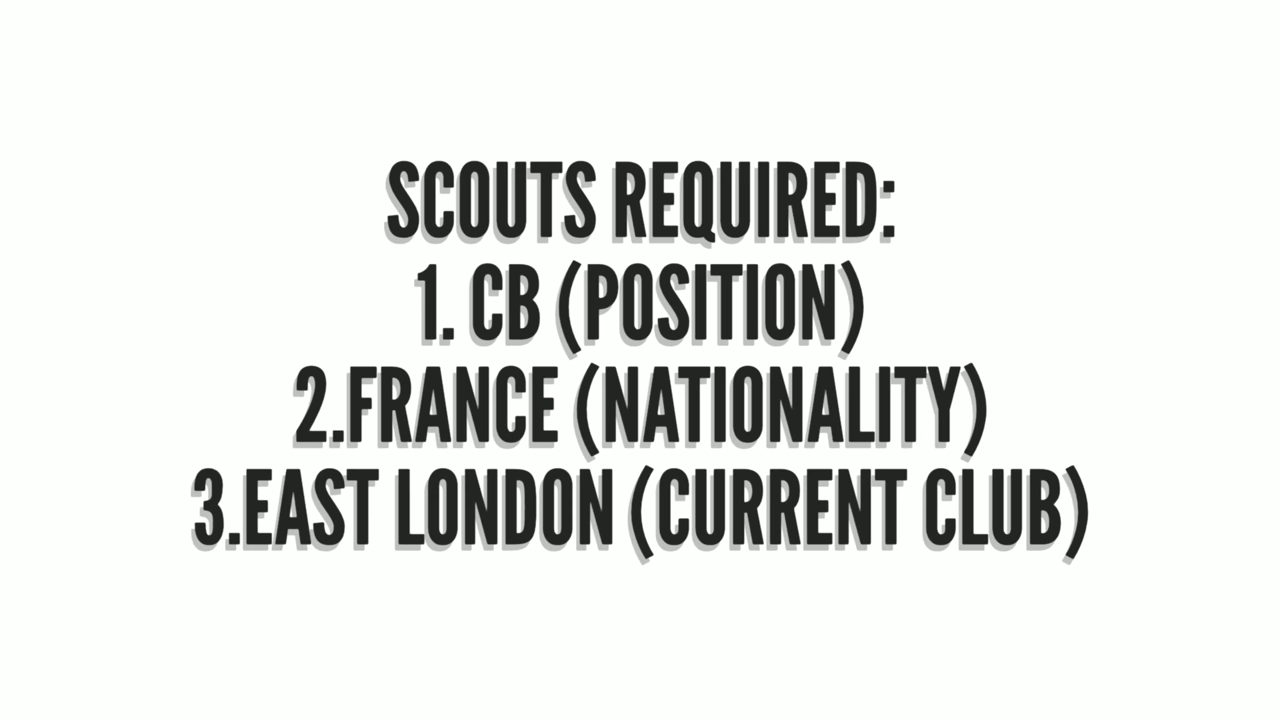 SCOUTS REQUIRED:
1. CB (POSITION)
2.FRANCE (NATIONALITY)
3.EAST LONDON (CURRENT CLUB)